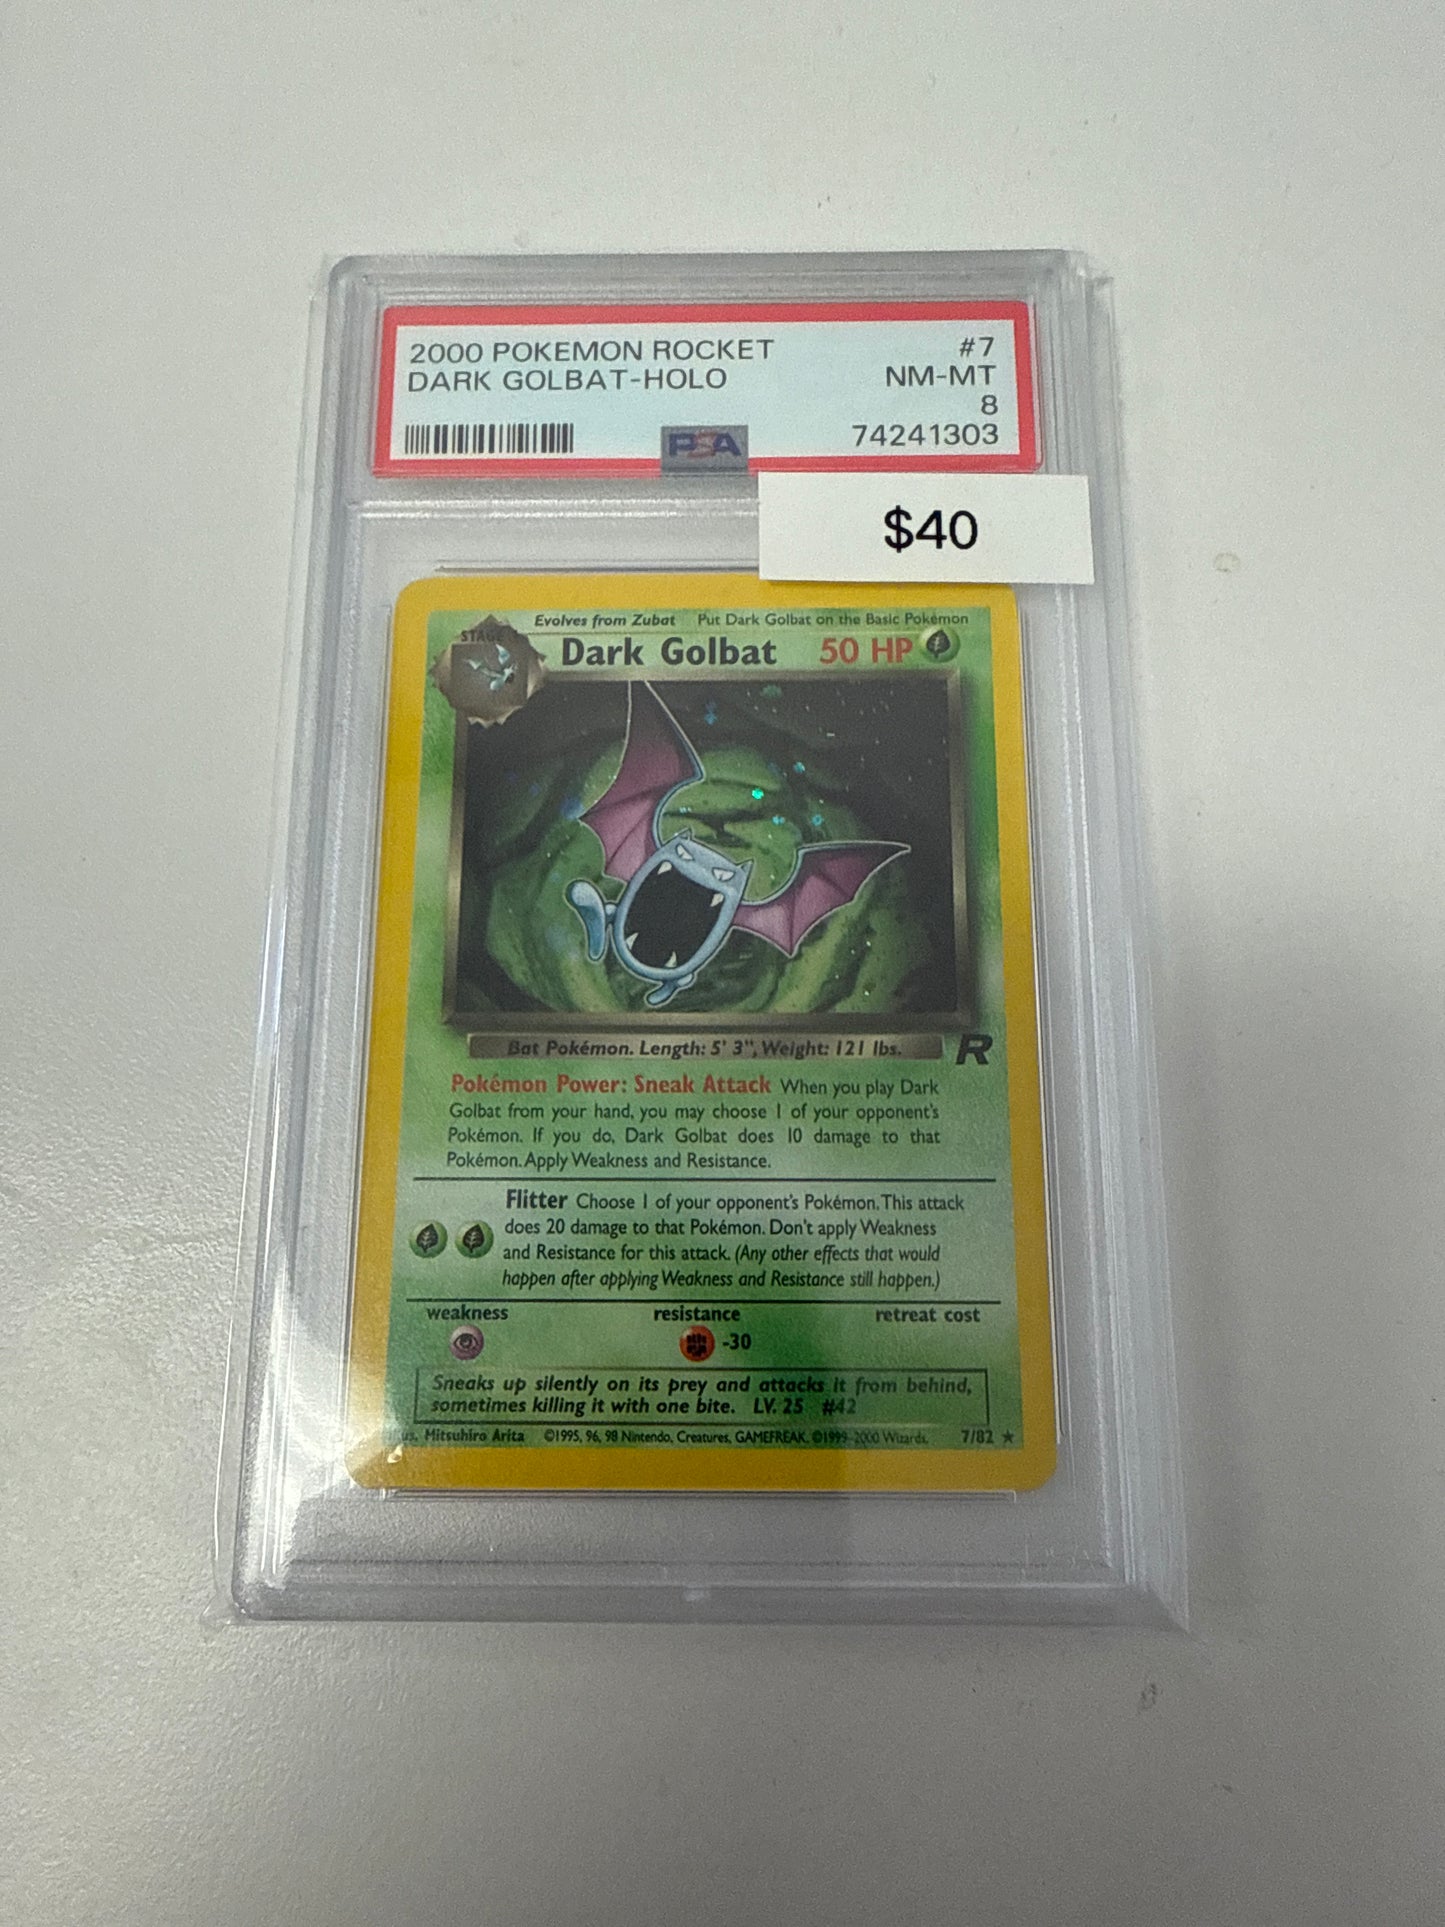 2000 POKEMON ROCKET #7
DARK GOLBAT-HOLO NM-MT
8
PSA 74241303
$40
Evolves from Zubat Put Dark Golbat on the Basic Pokémon
STAGE
Dark Golbat 50 HP
Bat Pokémon. Length: 5' 3", Weight: 121 lbs.
R
Pokémon Power: Sneak Attack When you play Dark
Golbat from your hand, you may choose 1 of your opponent's
Pokémon. If you do, Dark Golbat does 10 damage to that
Pokémon. Apply Weakness and Resistance.
Flitter Choose 1 of your opponent's Pokémon. This attack
does 20 damage to that Pokémon. Don't apply Weakness
and Resistance for this attack. (Any other effects that would
happen after applying Weakness and Resistance still happen.)
weakness resistance retreat cost
-30
Sneaks up silently on its prey and attacks it from behind,
sometimes killing it with one bite. LV. 25 #42
Illus. Mitsuhiro Arita ©1995, 96, 98 Nintendo, Creatures, GAMEFREAK. ©1999-2000 Wizards. 7/82 ★